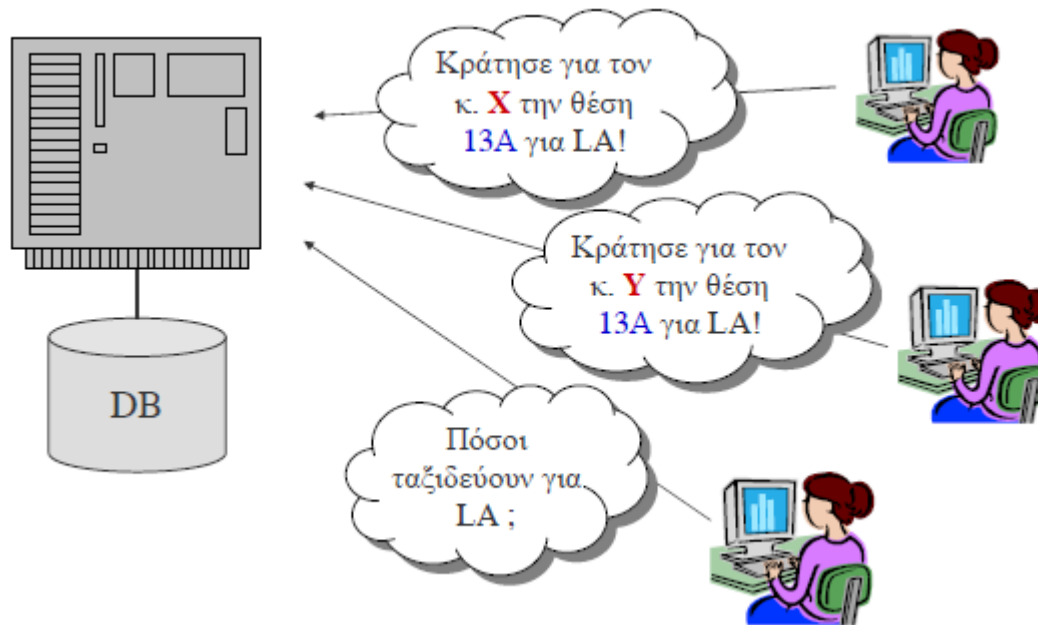 Κράτησε για τον
κ. X την θέση
13A για LA!
Κράτησε για τον
κ. Y την θέση
13A για LA!
DB
Πόσοι
ταξιδεύουν για
LA ;